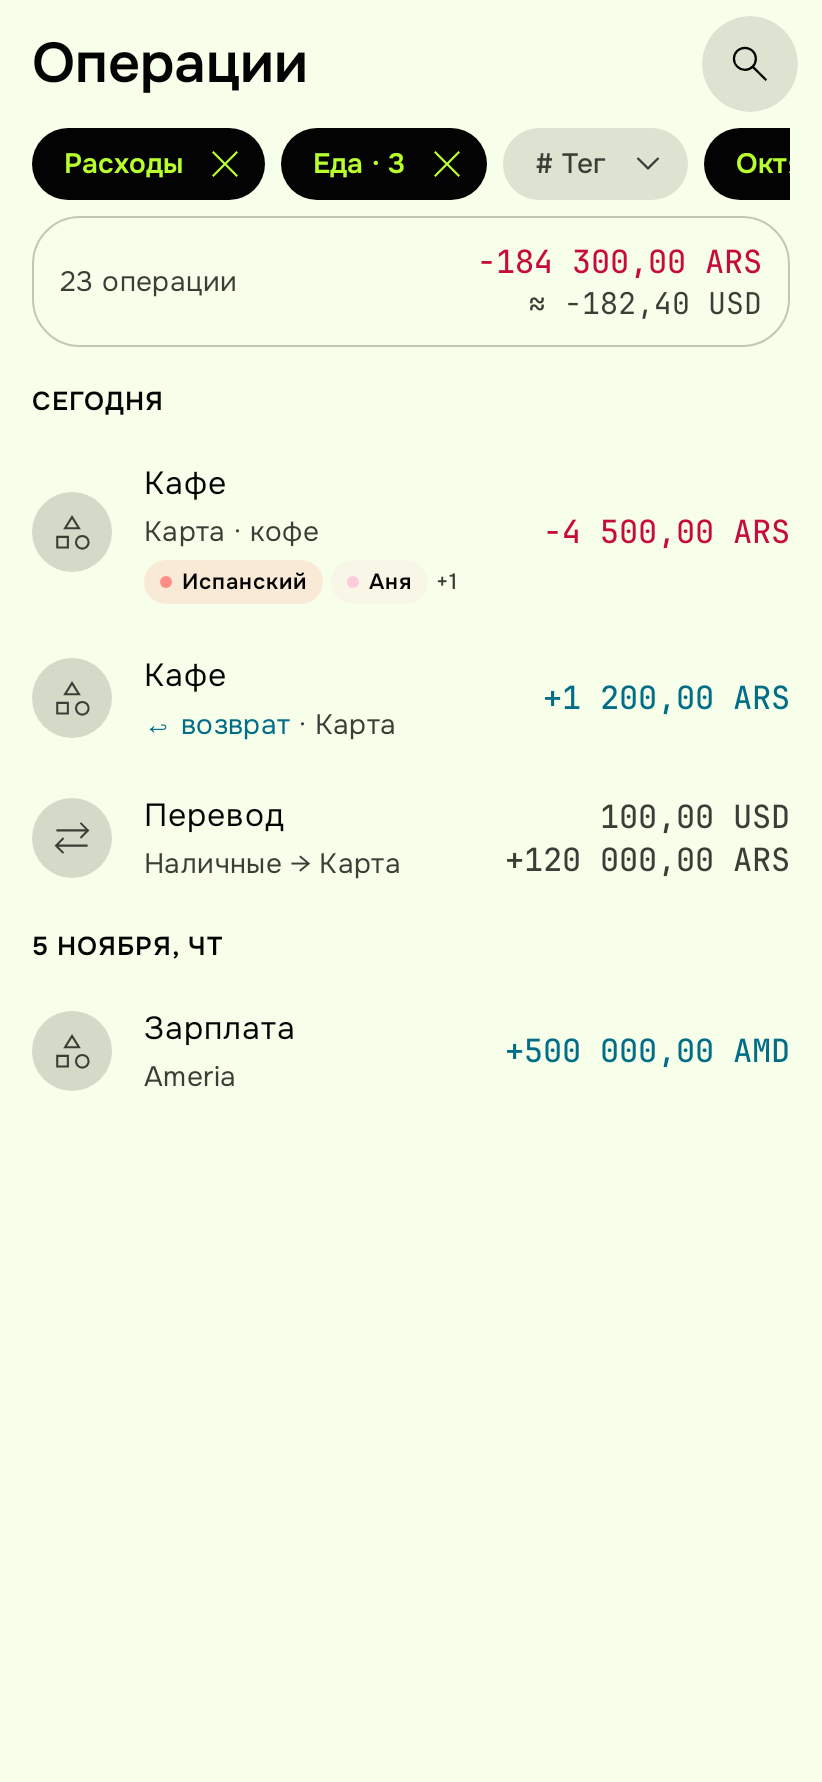 Операции
Расходы Еда · 3 # Тег Окт
23 операции
-184 300,00 ARS
≈ -182,40 USD
СЕГОДНЯ
Кафе
Карта · кофе
-4 500,00 ARS
Испанский Аня +1
Кафе
↩ возврат · Карта
+1 200,00 ARS
Перевод
100,00 USD
Наличные → Карта
+120 000,00 ARS
5 НОЯБРЯ, ЧТ
Зарплата
Ameria
+500 000,00 AMD